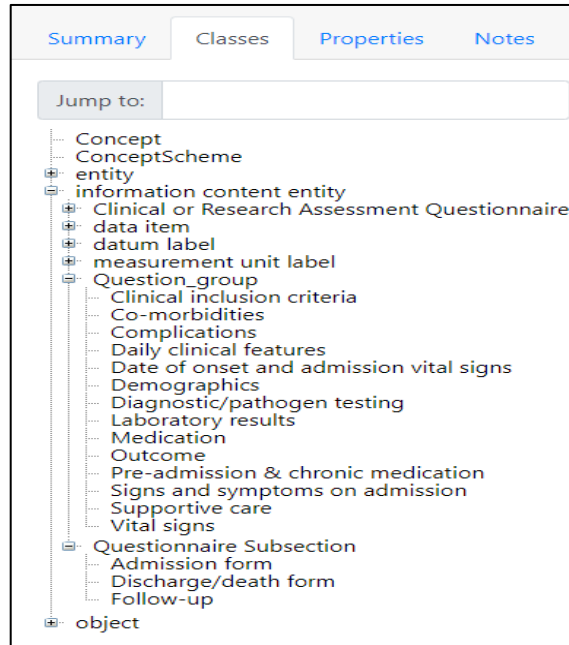 Summary Classes Properties Notes
Jump to:
Concept
ConceptScheme
entity
information content entity
Clinical or Research Assessment Questionnaire
data item
datum label
measurement unit label
Question_group
Clinical inclusion criteria
Co-morbidities
Complications
Daily clinical features
Date of onset and admission vital signs
Demographics
Diagnostic/pathogen testing
Laboratory results
Medication
Outcome
Pre-admission & chronic medication
Signs and symptoms on admission
Supportive care
Vital signs
Questionnaire Subsection
Admission form
Discharge/death form
Follow-up
object